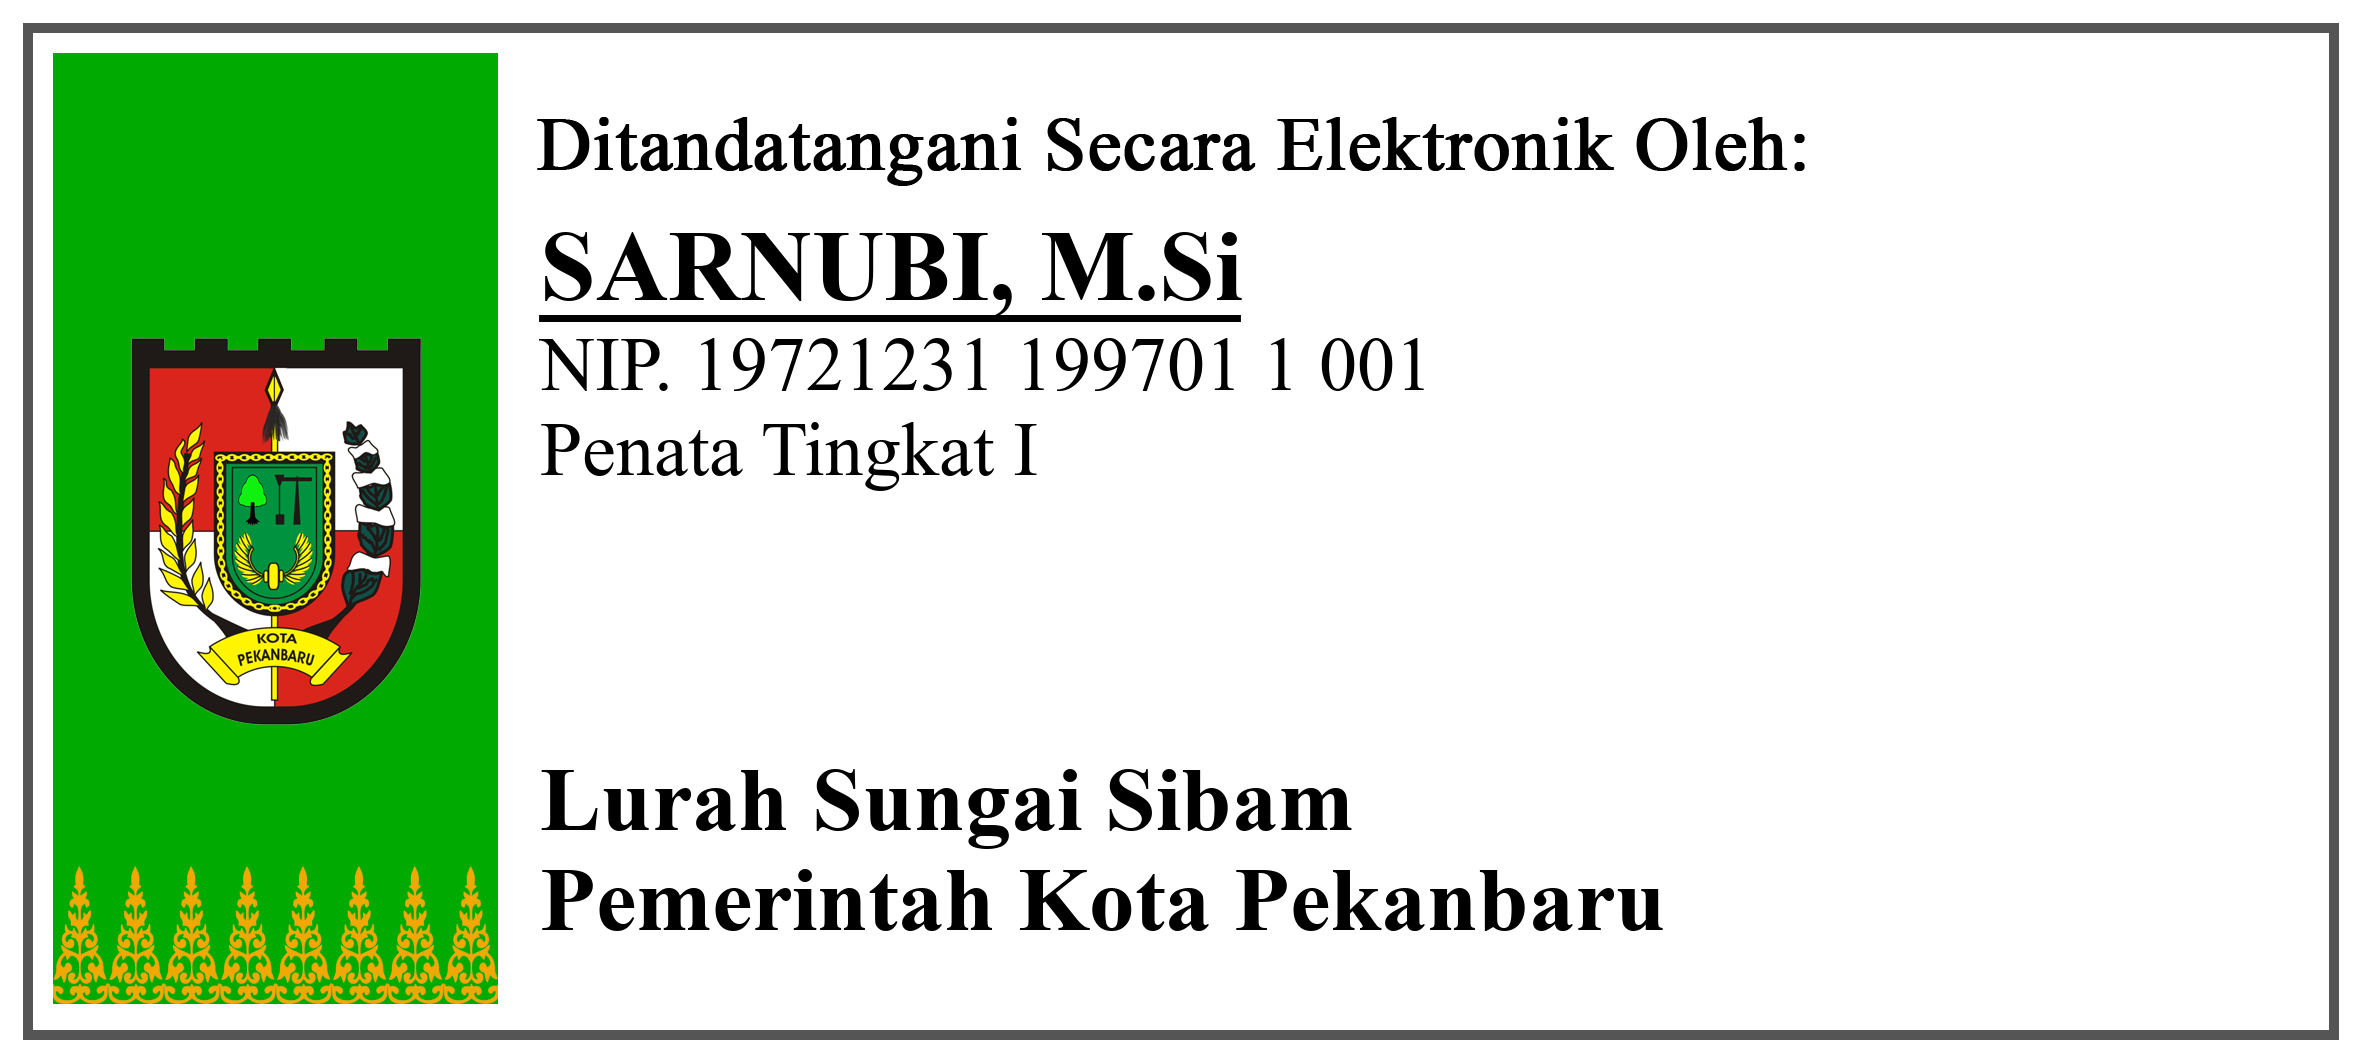 Ditandatangani Secara Elektronik Oleh:
SARNUBI, M.Si
NIP. 19721231 199701 1 001
Penata Tingkat I
KOTA
PEKANBARU
Lurah Sungai Sibam
Pemerintah Kota Pekanbaru